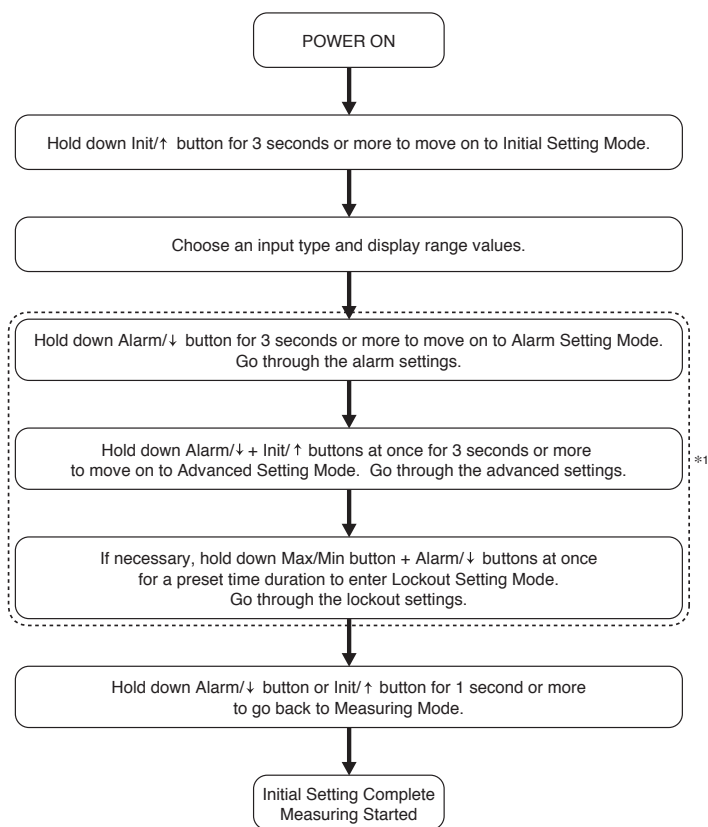 POWER ON
Hold down Init/↑ button for 3 seconds or more to move on to Initial Setting Mode.
Choose an input type and display range values.
Hold down Alarm/↓ button for 3 seconds or more to move on to Alarm Setting Mode.
Go through the alarm settings.
Hold down Alarm/↓ + Init/↑ buttons at once for 3 seconds or more
to move on to Advanced Setting Mode. Go through the advanced settings.
*1
If necessary, hold down Max/Min button + Alarm/↓ buttons at once
for a preset time duration to enter Lockout Setting Mode.
Go through the lockout settings.
Hold down Alarm/↓ button or Init/↑ button for 1 second or more
to go back to Measuring Mode.
Initial Setting Complete
Measuring Started